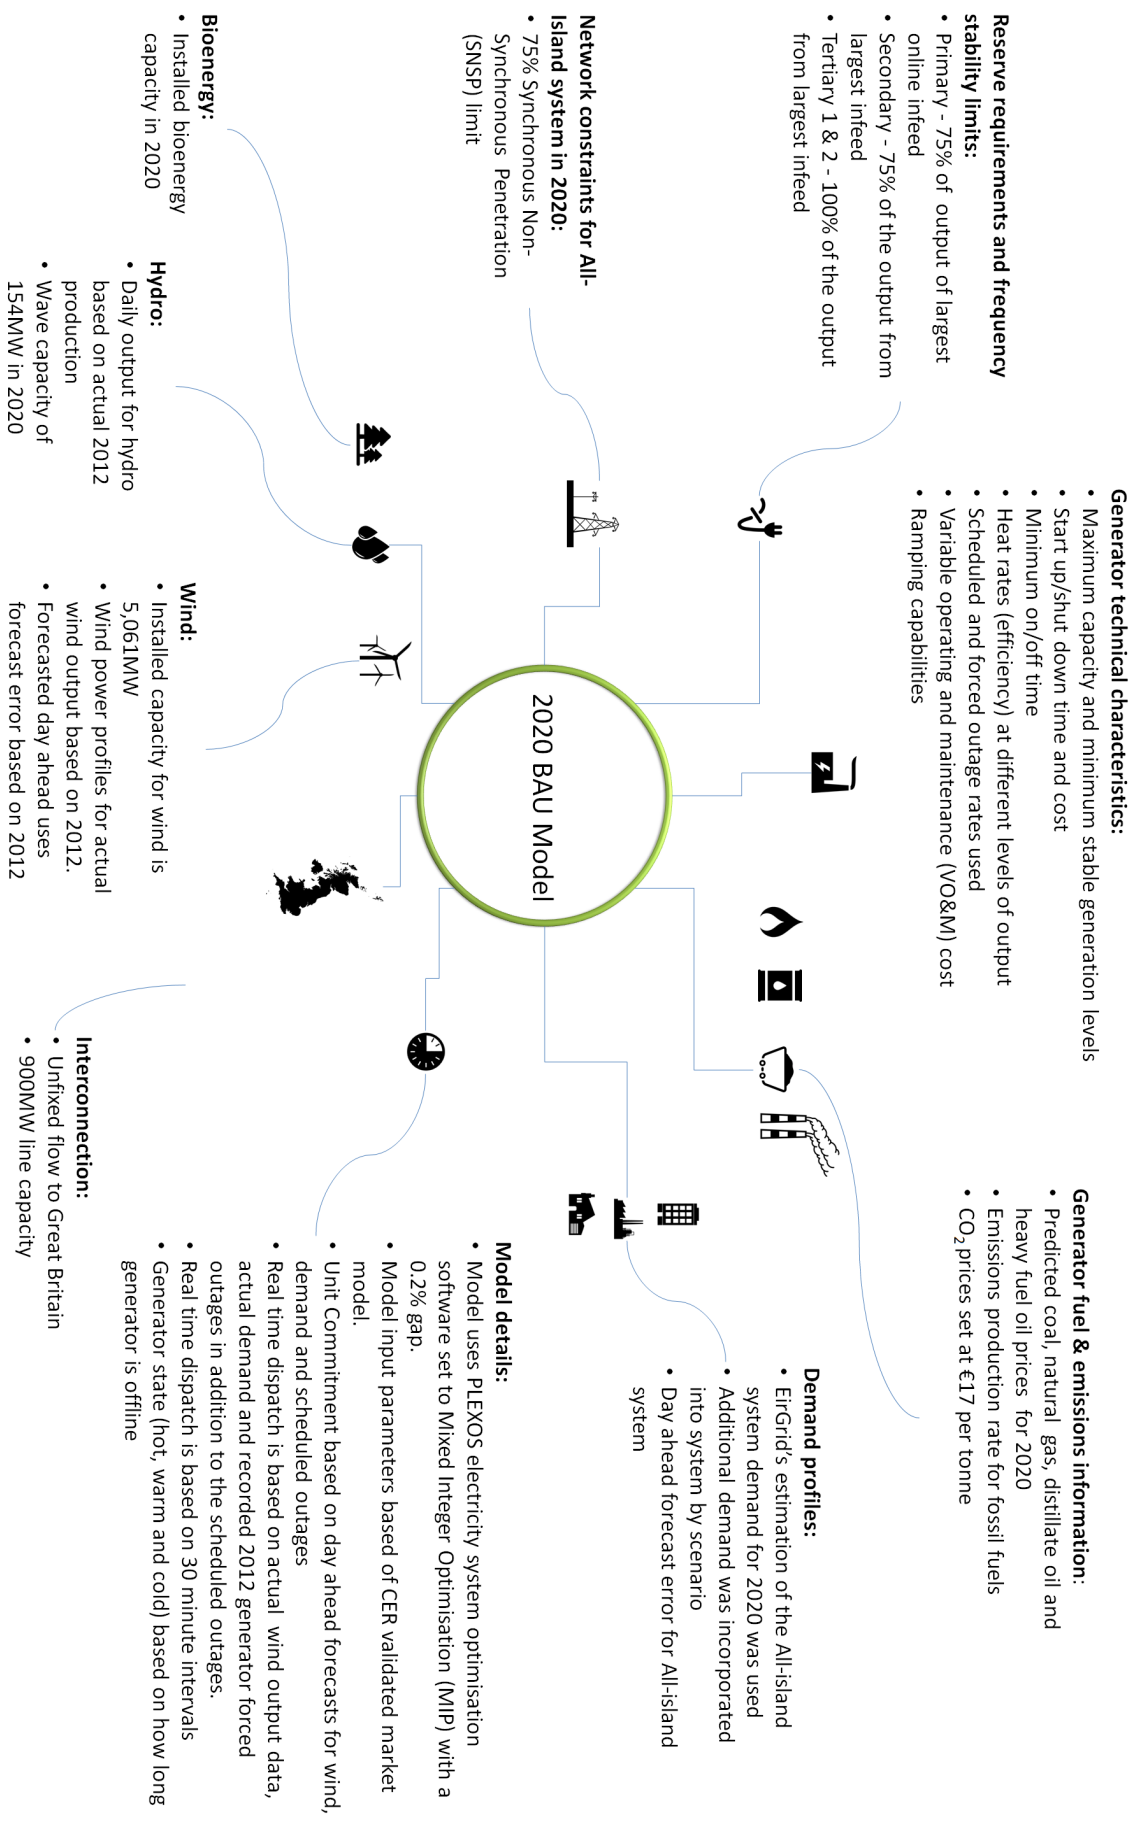 Reserve requirements and frequency
stability limits:
• Primary - 75% of output of largest
online infeed
• Secondary - 75% of the output from
largest infeed
• Tertiary 1 & 2 - 100% of the output
from largest infeed
Generator technical characteristics:
• Maximum capacity and minimum stable generation levels
• Start up/shut down time and cost
• Minimum on/off time
• Heat rates (efficiency) at different levels of output
• Scheduled and forced outage rates used
• Variable operating and maintenance (VO&M) cost
• Ramping capabilities
Generator fuel & emissions information:
• Predicted coal, natural gas, distillate oil and
heavy fuel oil prices for 2020
• Emissions production rate for fossil fuels
• CO2 prices set at €17 per tonne
Network constraints for All-
Island system in 2020:
• 75% Synchronous Non-
Synchronous Penetration
(SNSP) limit
2020 BAU Model
Demand profiles:
• EirGrid's estimation of the All-island
system demand for 2020 was used
• Additional demand was incorporated
into system by scenario
• Day ahead forecast error for All-island
system
Bioenergy:
• Installed bioenergy
capacity in 2020
Hydro:
• Daily output for hydro
based on actual 2012
production
• Wave capacity of
154MW in 2020
Wind:
• Installed capacity for wind is
5,061MW
• Wind power profiles for actual
wind output based on 2012.
• Forecasted day ahead uses
forecast error based on 2012
Interconnection:
• Unfixed flow to Great Britain
• 900MW line capacity
Model details:
• Model uses PLEXOS electricity system optimisation
software set to Mixed Integer Optimisation (MIP) with a
0.2% gap.
• Model input parameters based of CER validated market
model.
• Unit Commitment based on day ahead forecasts for wind,
demand and scheduled outages
• Real time dispatch is based on actual wind output data,
actual demand and recorded 2012 generator forced
outages in addition to the scheduled outages.
• Real time dispatch is based on 30 minute intervals
• Generator state (hot, warm and cold) based on how long
generator is offline